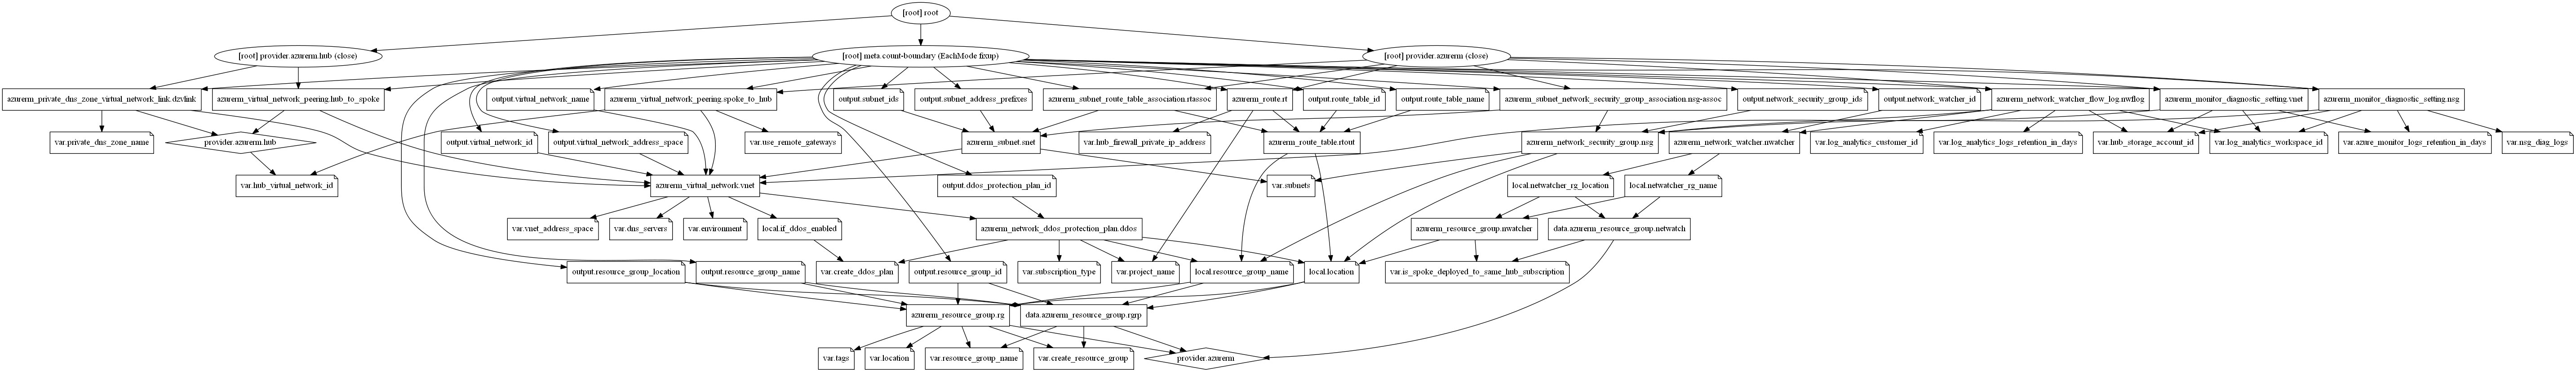 [root] root
[root] provider.azurerm.hub (close)
[root] meta.count-boundary (EachMode fixup)
[root] provider.azurerm (close)
azurerm_private_dns_zone_virtual_network_link.dzvlink
azurerm_virtual_network_peering.hub_to_spoke
output.virtual_network_name
azurerm_virtual_network_peering.spoke_to_hub
output.subnet_ids
output.subnet_address_prefixes
azurerm_subnet_route_table_association.rtassoc
azurerm_route.rt
output.route_table_id
output.route_table_name
azurerm_subnet_network_security_group_association.nsg-assoc
output.network_security_group_ids
output.network_watcher_id
azurerm_network_watcher_flow_log.nwflog
azurerm_monitor_diagnostic_setting.vnet
azurerm_monitor_diagnostic_setting.nsg
var.private_dns_zone_name
provider.azurerm.hub
output.virtual_network_id
output.virtual_network_address_space
var.use_remote_gateways
azurerm_subnet.snet
var.hub_firewall_private_ip_address
azurerm_route_table.rtout
azurerm_network_security_group.nsg
azurerm_network_watcher.nwatcher
var.log_analytics_customer_id
var.log_analytics_logs_retention_in_days
var.hub_storage_account_id
var.log_analytics_workspace_id
var.azure_monitor_logs_retention_in_days
var.nsg_diag_logs
var.hub_virtual_network_id
azurerm_virtual_network.vnet
output.ddos_protection_plan_id
var.subnets
local.netwatcher_rg_location
local.netwatcher_rg_name
var.vnet_address_space
var.dns_servers
var.environment
local.if_ddos_enabled
azurerm_network_ddos_protection_plan.ddos
azurerm_resource_group.nwatcher
data.azurerm_resource_group.netwatch
output.resource_group_location
output.resource_group_name
var.create_ddos_plan
output.resource_group_id
var.subscription_type
var.project_name
local.resource_group_name
local.location
var.is_spoke_deployed_to_same_hub_subscription
azurerm_resource_group.rg
data.azurerm_resource_group.rgrp
var.tags
var.location
var.resource_group_name
var.create_resource_group
provider.azurerm